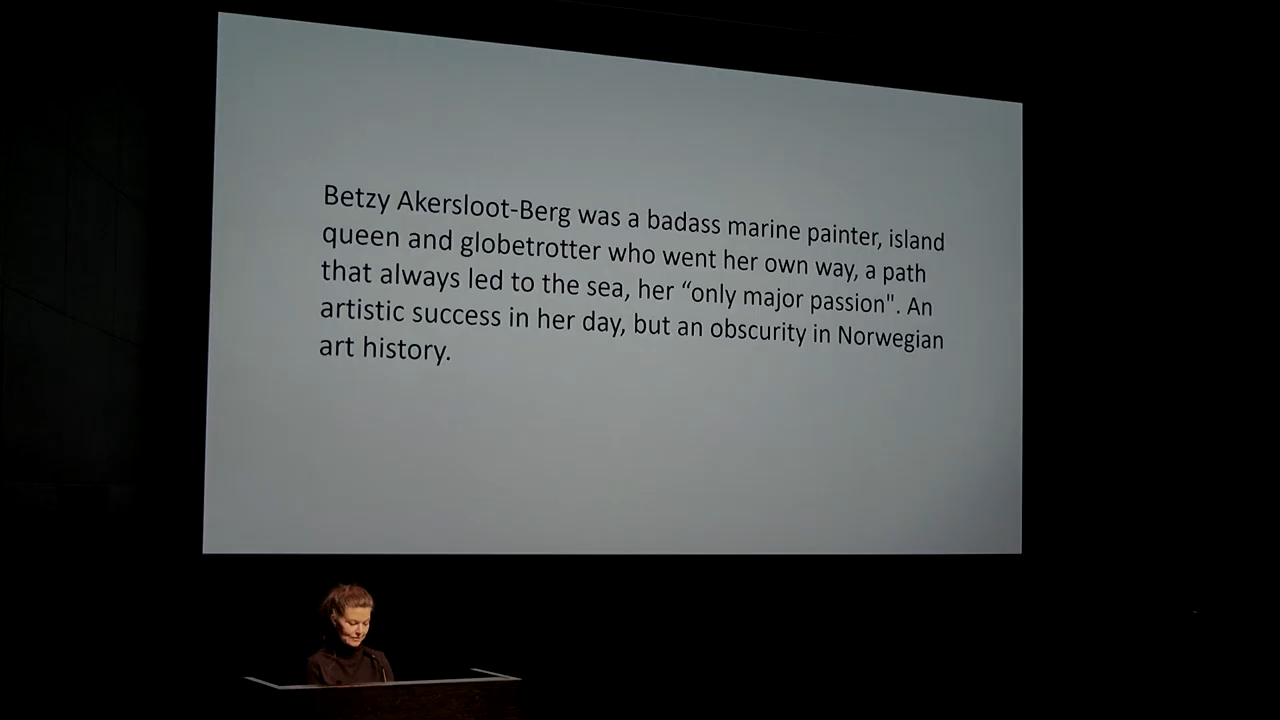 Betzy Akersloot-Berg was a badass marine painter, island
queen and globetrotter who went her own way, a path
that always led to the sea, her “only major passion". An
artistic success in her day, but an obscurity in Norwegian
art history.